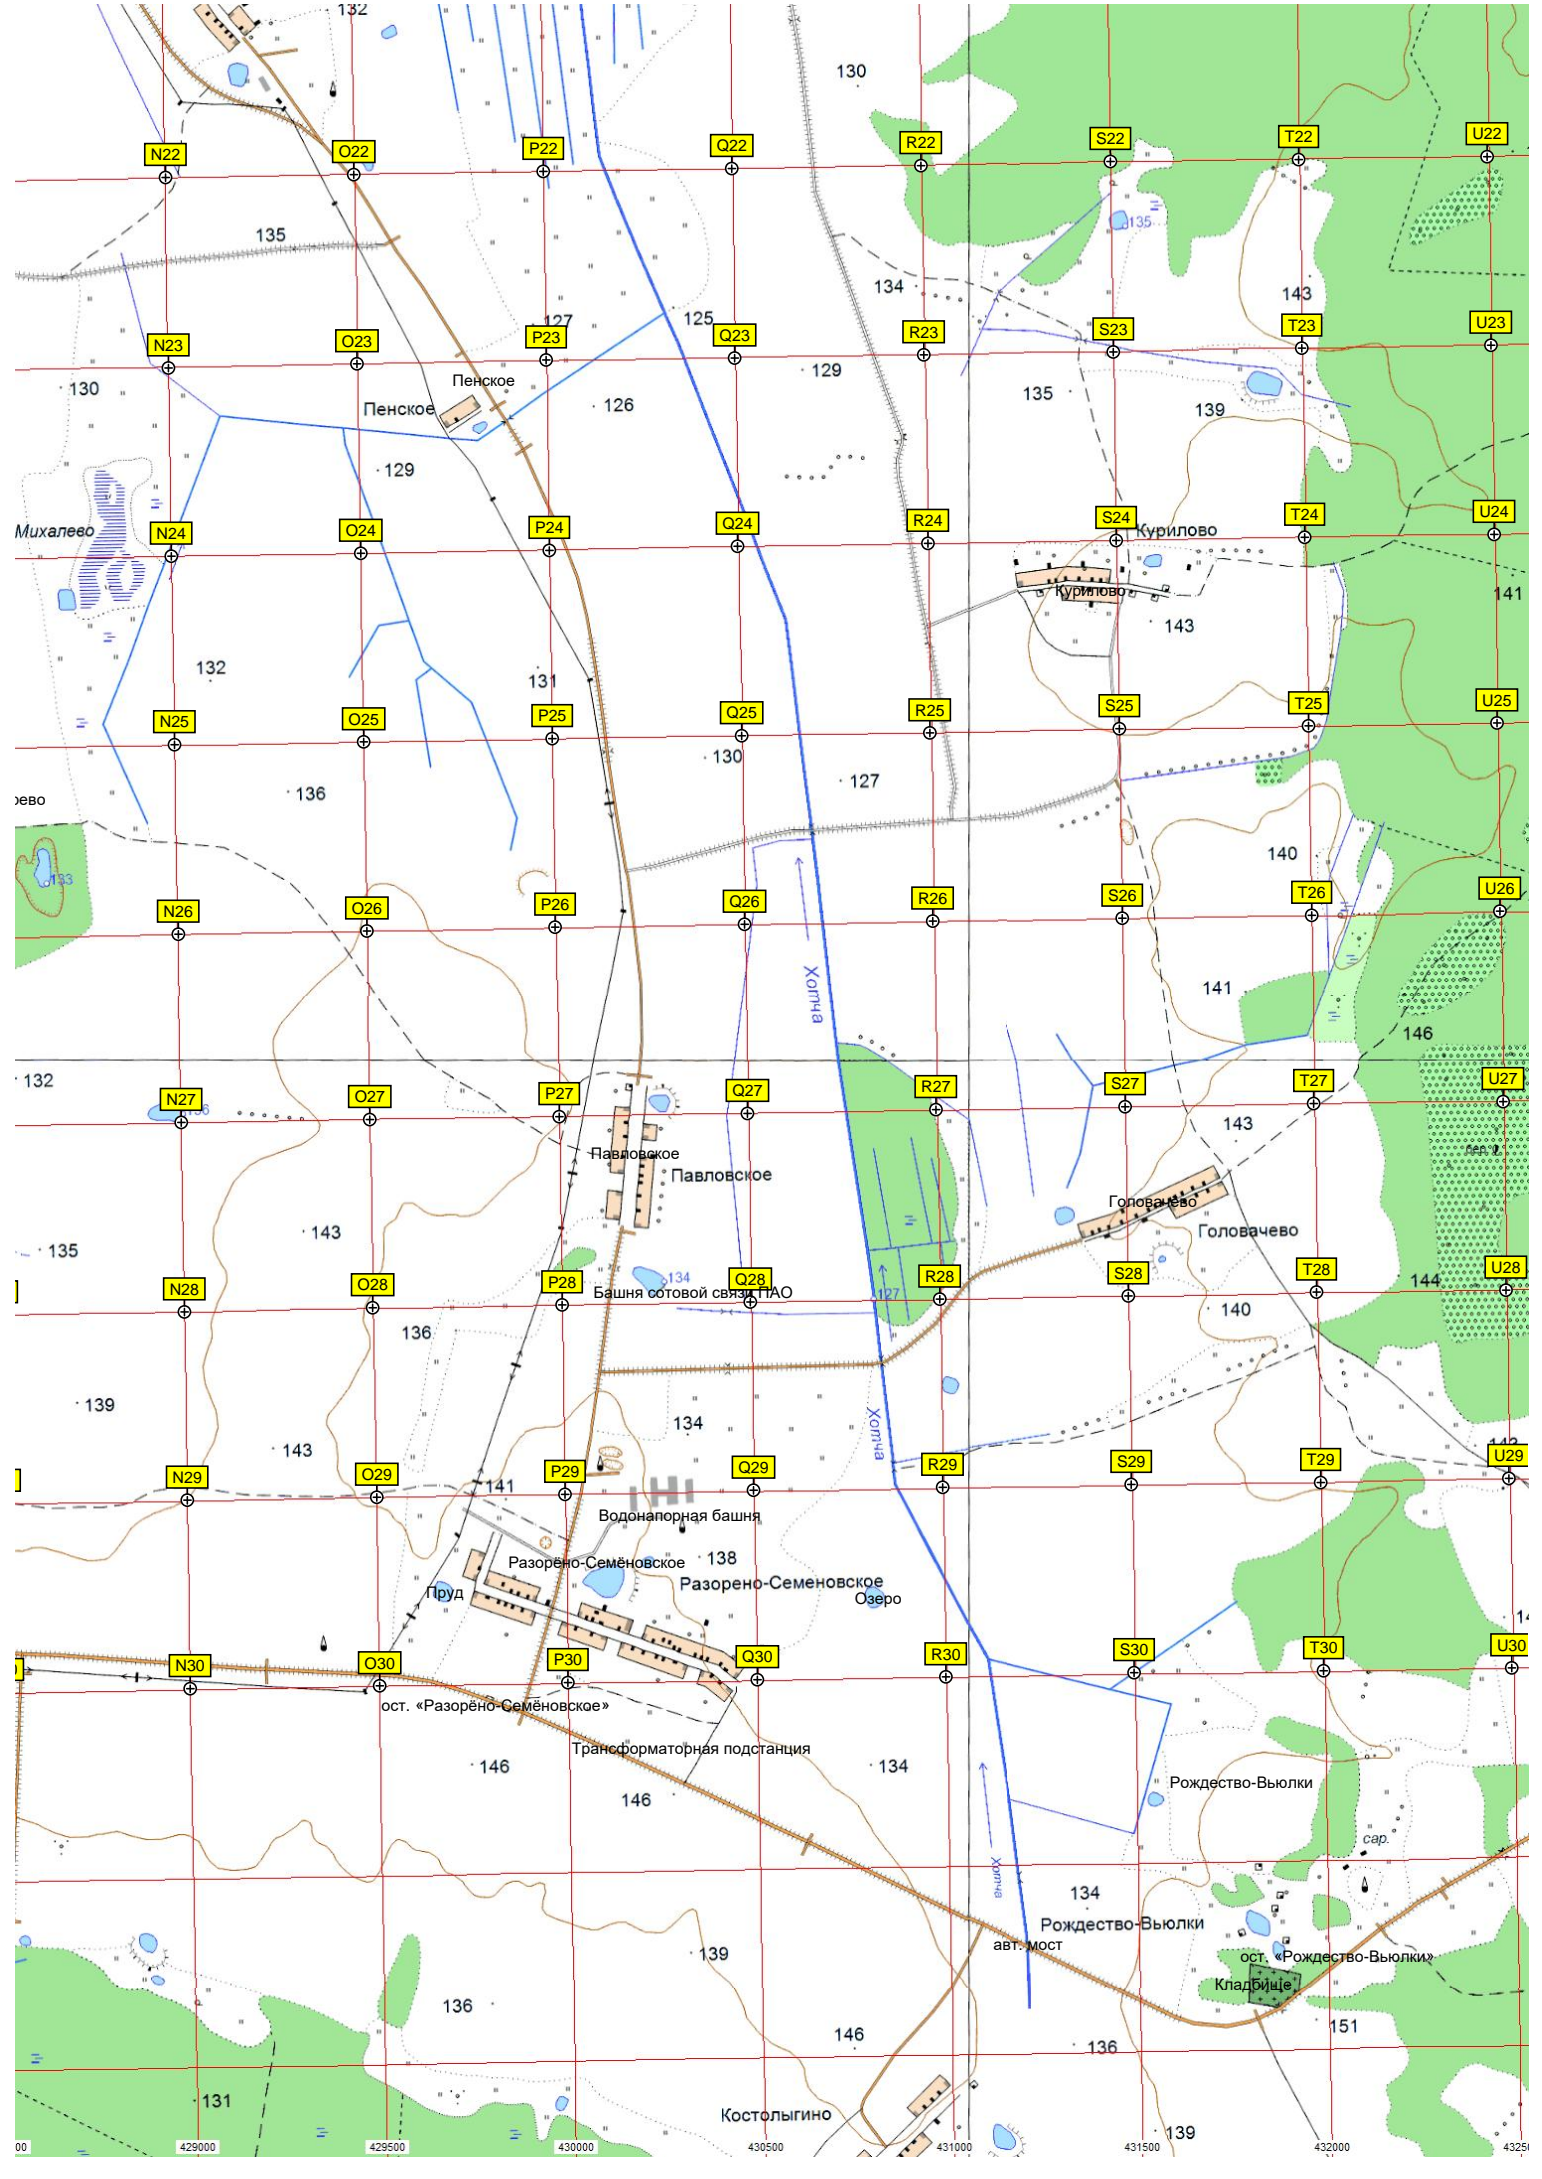 132
130
N22
O22
P22
Q22
R22
S22
T22
U22
135
135
134
143
127
125
N23
O23
P23
Q23
R23
S23
T23
U23
130
Пенское
Пенское
126
129
135
139
129
Михалево
N24
O24
P24
Q24
R24
S24
T24
U24
Курилово
Курилово
141
143
132
131
N25
O25
P25
Q25
R25
S25
T25
U25
130
127
136
рево
140
133
N26
O26
P26
Q26
R26
S26
T26
U26
Хотча
141
146
132
N27
O27
P27
Q27
R27
S27
T27
U27
143
Павловское
Павловское
Головачево
Головачево
143
135
134
N28
O28
P28
Q28
R28
S28
T28
U28
144
Башня сотовой связи ПАО
127
140
136
139
134
Хотча
143
N29
O29
P29
Q29
R29
S29
T29
U29
141
Водонапорная башня
138
Разорёно-Семёновское
Разорено-Семеновское
Пруд
Озеро
N30
O30
P30
Q30
R30
S30
T30
U30
ост. «Разорёно-Семёновское»
Трансформаторная подстанция
146
134
146
Рождество-Вьюлки
сар.
Хотча
134
Рождество-Вьюлки
авт. мост
139
ост. «Рождество-Вьюлки»
Кладбище
136
151
146
136
131
Костолыгино
139
00
429000
429500
430000
430500
431000
431500
432000
4325